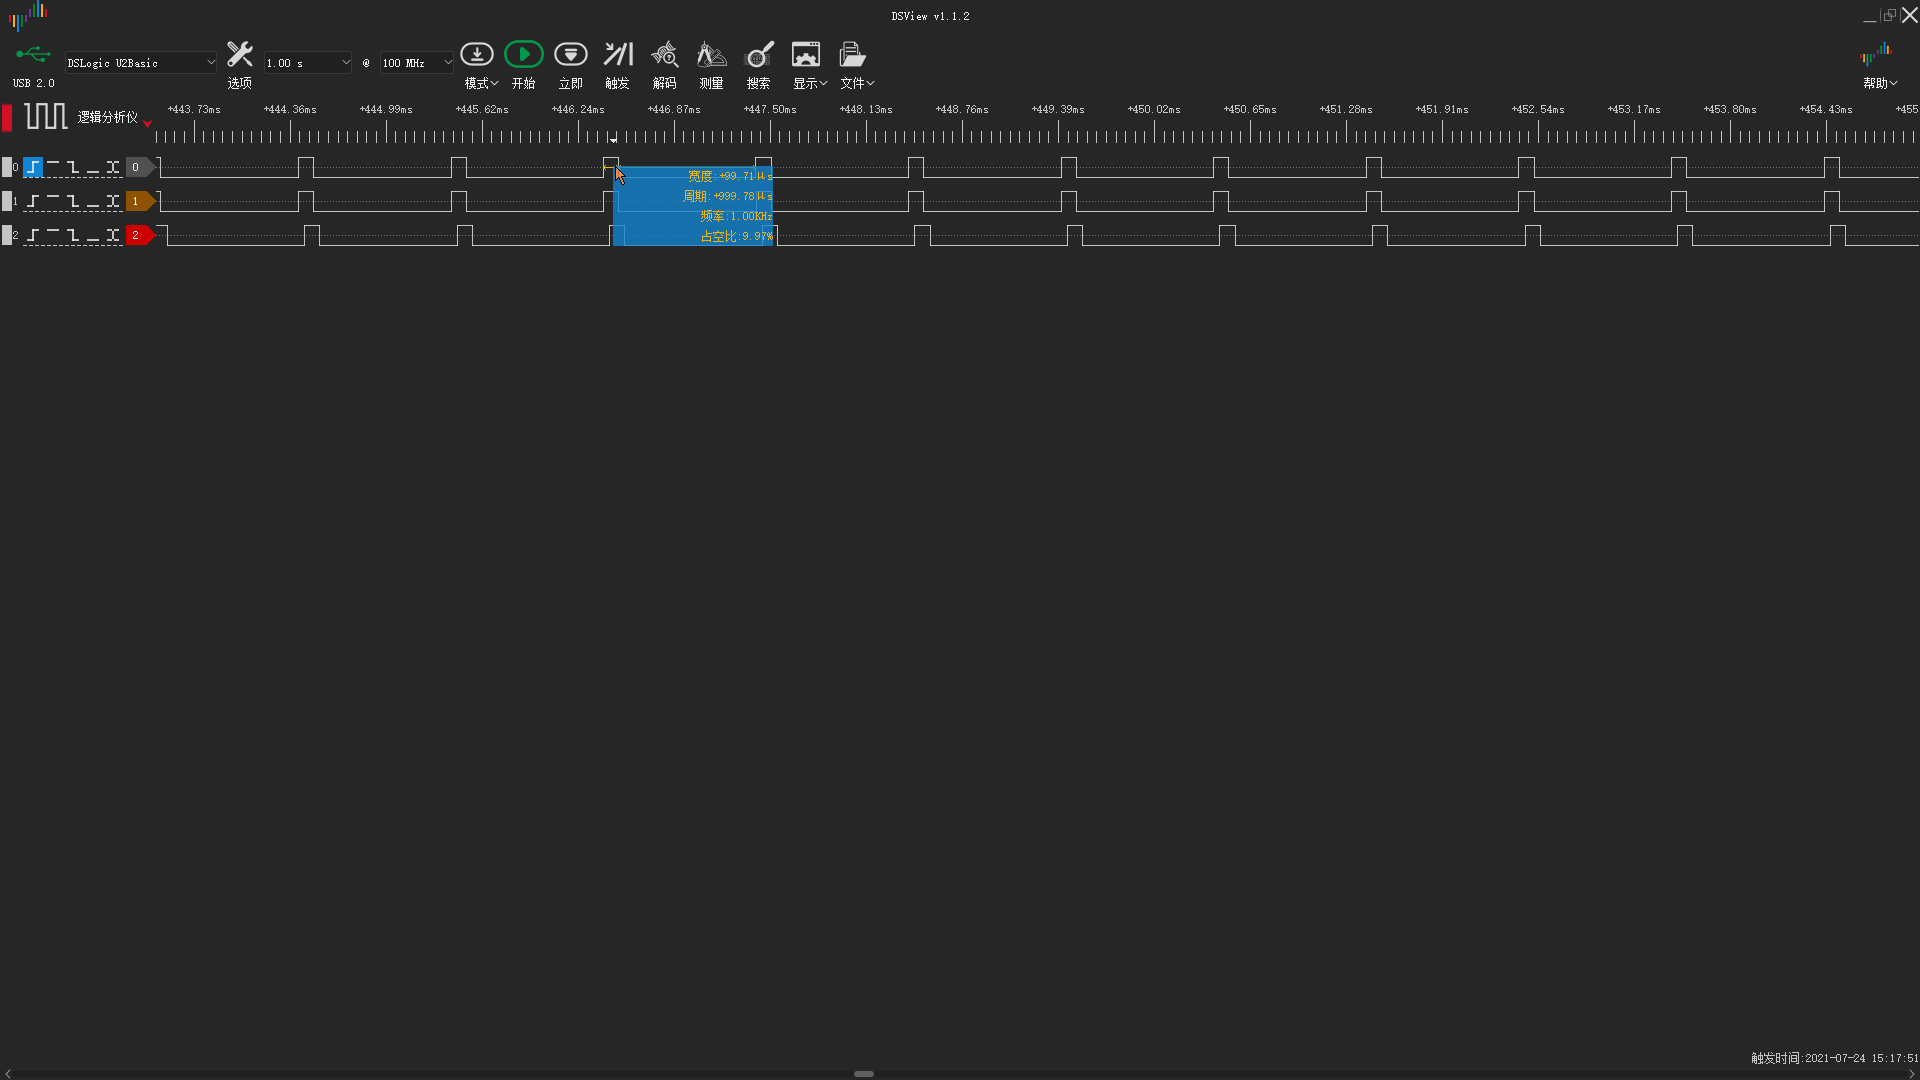 DSView v1.1.2
USB 2.0
DSLogic U2Basic
选项
1.00 s
@
100 MHz
模式
开始
立即
触发
解码
测量
搜索
显示
文件
帮助
逻辑分析仪
+443.73ms +444.36ms +444.99ms +445.62ms +446.24ms +446.87ms +447.50ms +448.13ms +448.76ms +449.39ms +450.02ms +450.65ms +451.28ms +451.91ms +452.54ms +453.17ms +453.80ms +454.43ms +455
0 0
宽度:+99.71μs
周期:+999.78μs
1 1
频率:1.00KHz
2 2
占空比:9.97%
触发时间:2021-07-24 15:17:51